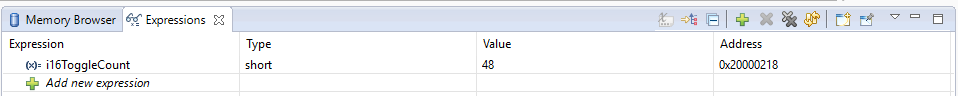 Memory Browser Expressions
Expression Type Value Address
(x)= i16ToggleCount short 48 0x20000218
Add new expression